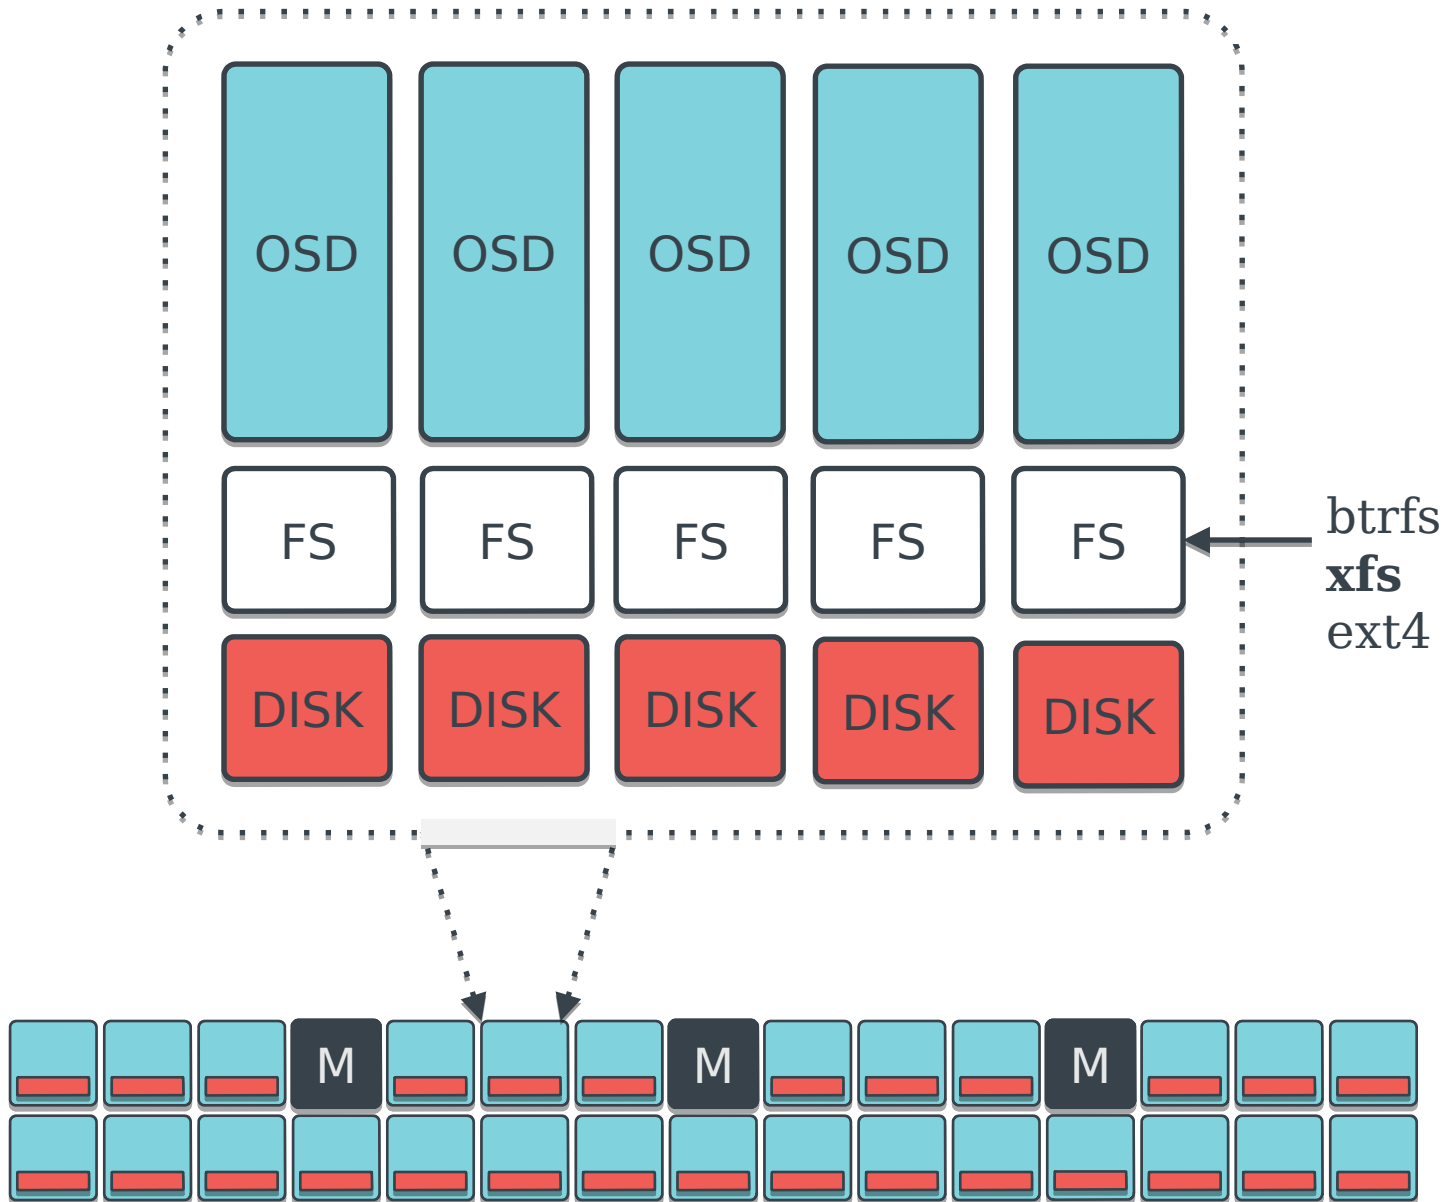 OSD OSD OSD OSD OSD
FS FS FS FS FS
btrfs
xfs
ext4
DISK DISK DISK DISK DISK
M M M